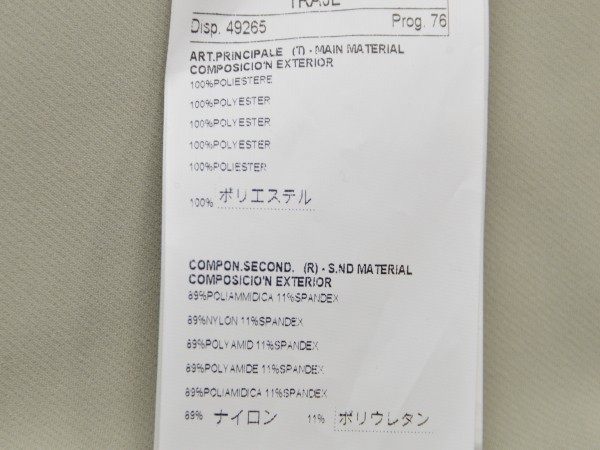 TRAJE
Disp. 49265 Prog. 76
ART.PRINCIPALE (T) - MAIN MATERIAL
COMPOSICIO'N EXTERIOR
100%POLIESTERE
100%POLYESTER
100%POLYESTER
100%POLYESTER
100%POLIESTER
100% ポリエステル
COMPON.SECOND. (R) - S.ND MATERIAL
COMPOSICIO'N EXTERIOR
89%POLIAMMIDICA 11%SPANDEX
89%NYLON 11%SPANDEX
89%POLYAMID 11%SPANDEX
89%POLYAMIDE 11%SPANDEX
89%POLIAMIDICA 11%SPANDEX
89% ナイロン 11% ポリウレタン